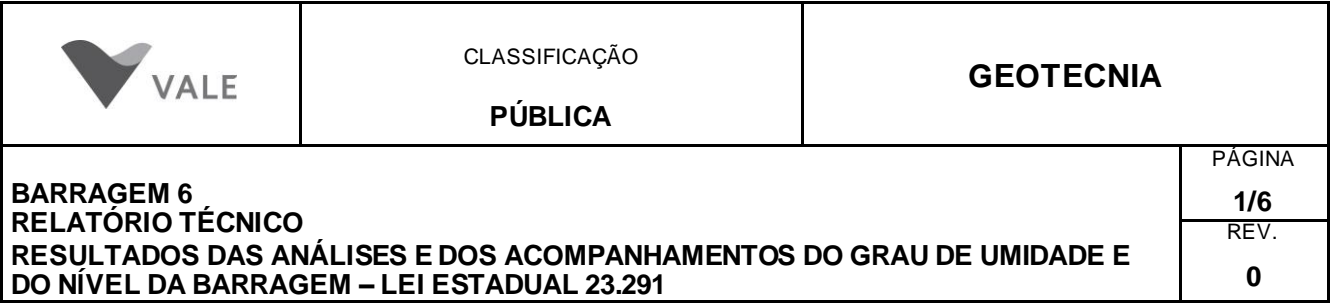 VALE
CLASSIFICAÇÃO
PÚBLICA
GEOTECNIA
BARRAGEM 6
RELATÓRIO TÉCNICO
RESULTADOS DAS ANÁLISES E DOS ACOMPANHAMENTOS DO GRAU DE UMIDADE E
DO NÍVEL DA BARRAGEM – LEI ESTADUAL 23.291
PÁGINA
1/6
REV.
0